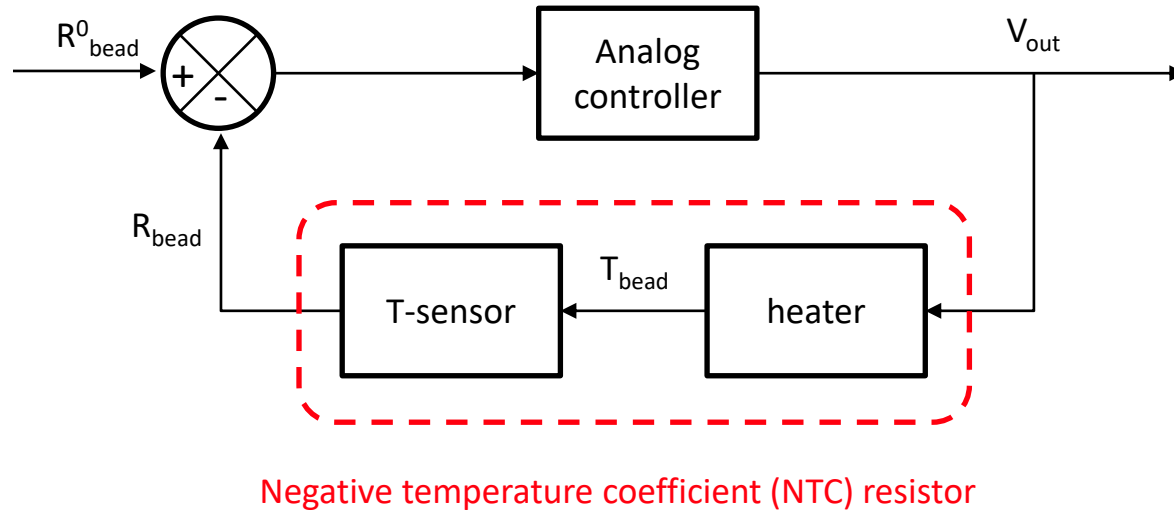 R⁰bead
+
-
Analog
controller
Vout
Rbead
T-sensor
Tbead
heater
Negative temperature coefficient (NTC) resistor